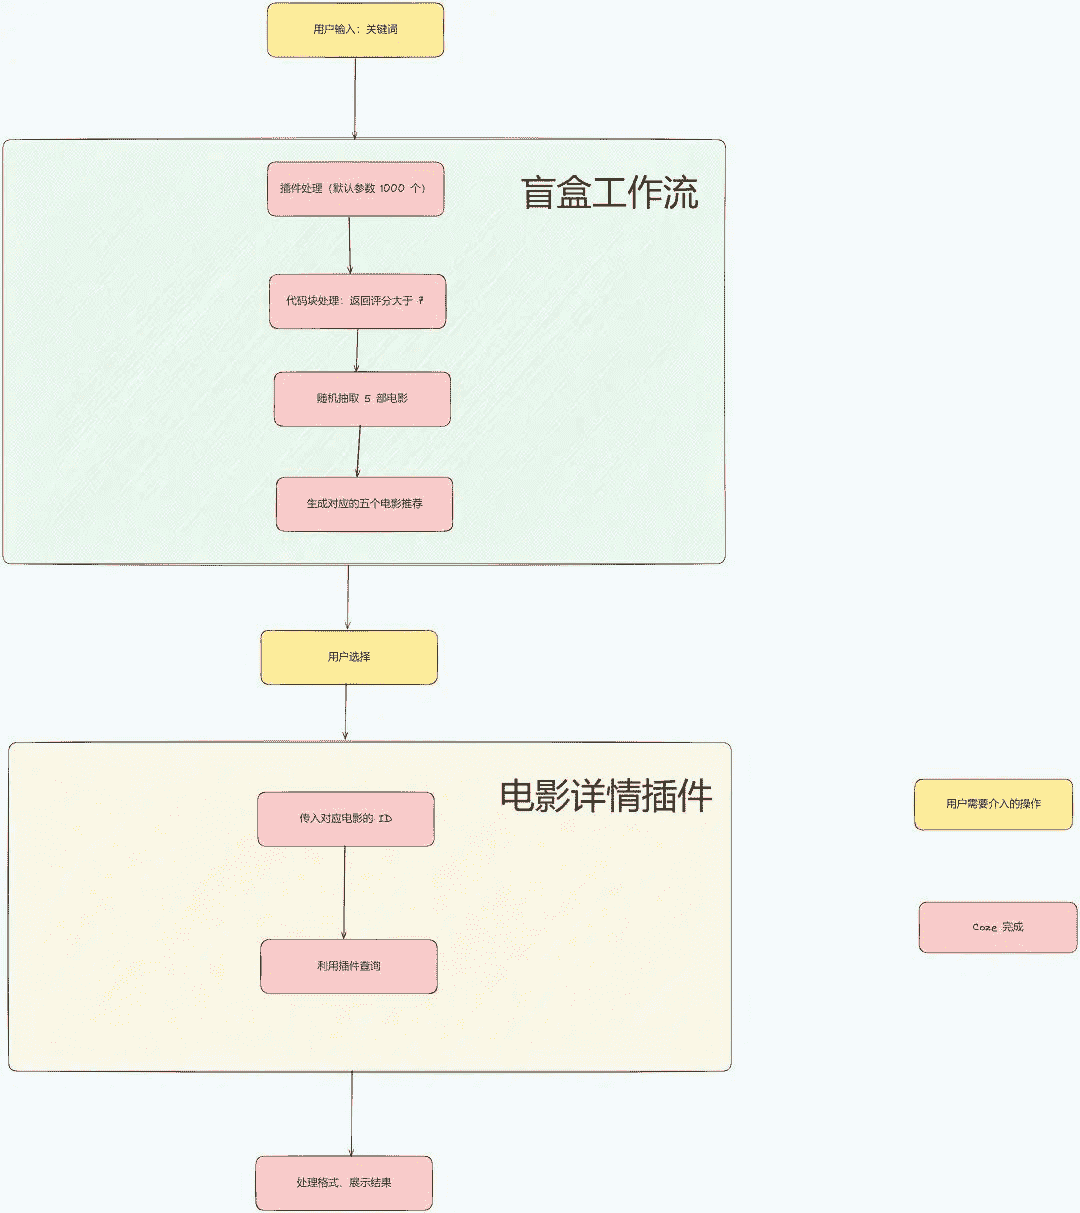 用户输入：关键词
盲盒工作流
插件处理（默认参数 1000 个）
代码块处理：返回评分大于 7
随机抽取 5 部电影
生成对应的五个电影推荐
用户选择
电影详情插件
传入对应电影的 ID
利用插件查询
处理格式、展示结果
用户需要介入的操作
Coze 完成